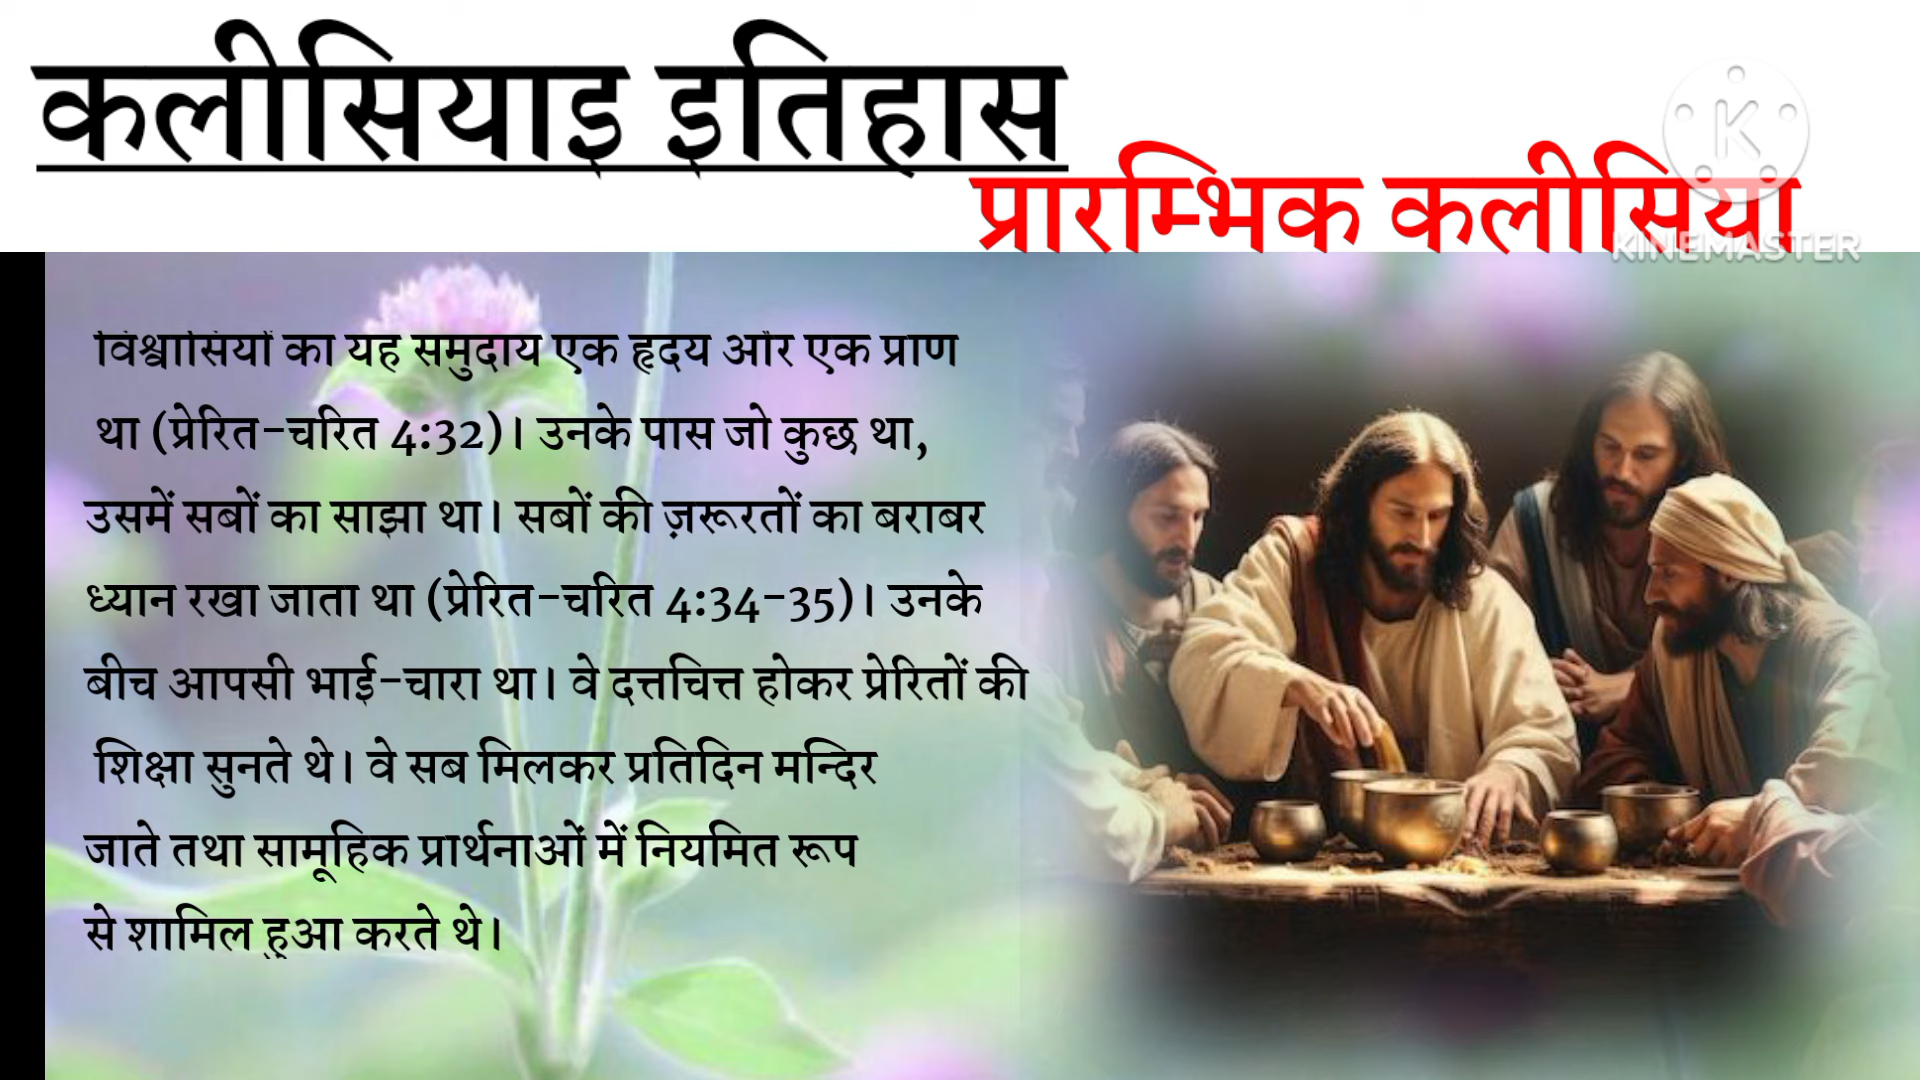 कलीसियाइ इतिहास
प्रारम्भिक कलीसिया
K
KINEMASTER
विश्वासियों का यह समुदाय एक हृदय और एक प्राण
था (प्रेरित-चरित 4:32)। उनके पास जो कुछ था,
उसमें सबों का साझा था। सबों की ज़रूरतों का बराबर
ध्यान रखा जाता था (प्रेरित-चरित 4:34-35)। उनके
बीच आपसी भाई-चारा था। वे दत्तचित्त होकर प्रेरितों की
शिक्षा सुनते थे। वे सब मिलकर प्रतिदिन मन्दिर
जाते तथा सामूहिक प्रार्थनाओं में नियमित रूप
से शामिल हुआ करते थे।